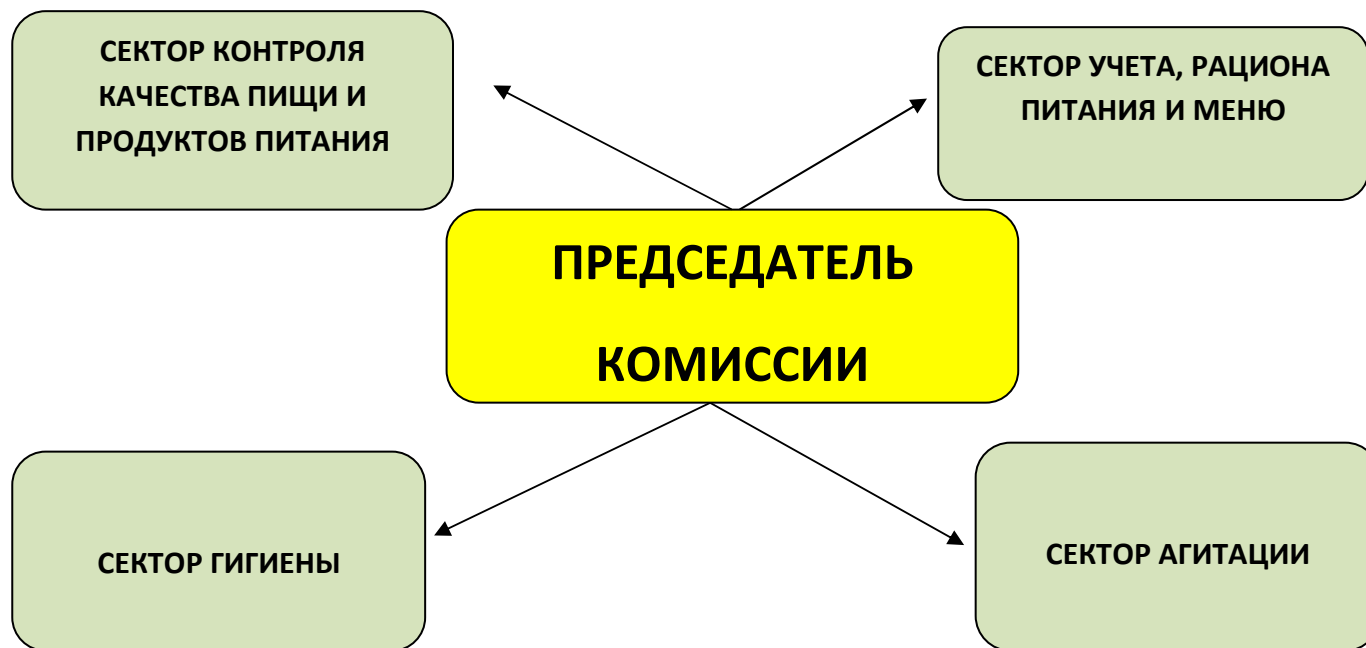 СЕКТОР КОНТРОЛЯ
КАЧЕСТВА ПИЩИ И
ПРОДУКТОВ ПИТАНИЯ
СЕКТОР УЧЕТА, РАЦИОНА
ПИТАНИЯ И МЕНЮ
ПРЕДСЕДАТЕЛЬ
КОМИССИИ
СЕКТОР ГИГИЕНЫ
СЕКТОР АГИТАЦИИ